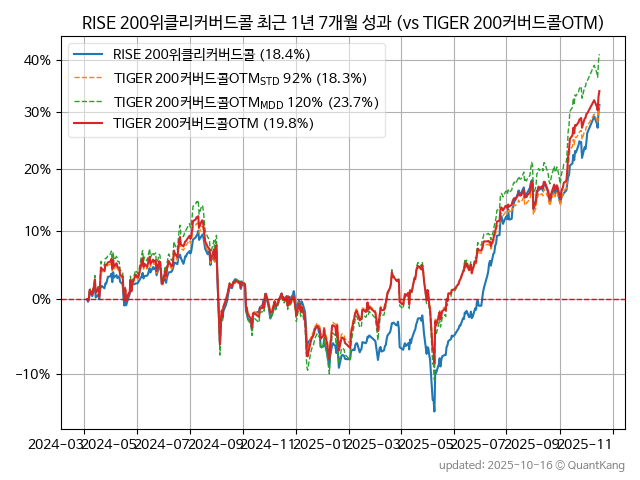 RISE 200위클리커버드콜 최근 1년 7개월 성과 (vs TIGER 200커버드콜OTM)
RISE 200위클리커버드콜 (18.4%)
TIGER 200커버드콜OTMSTD 92% (18.3%)
TIGER 200커버드콜OTMMDD 120% (23.7%)
TIGER 200커버드콜OTM (19.8%)
40%
30%
20%
10%
0%
−10%
2024-03 2024-05 2024-07 2024-09 2024-11 2025-01 2025-03 2025-05 2025-07 2025-09 2025-11
updated: 2025-10-16 © QuantKang